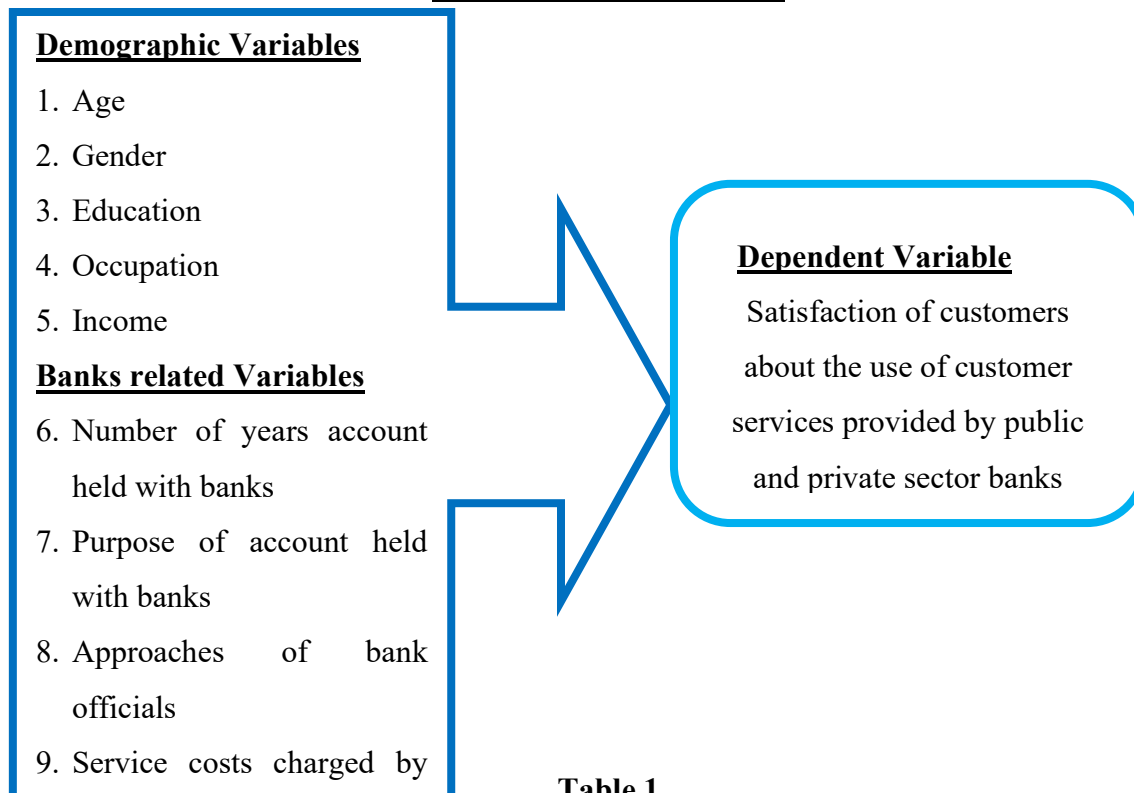 Demographic Variables
1. Age
2. Gender
3. Education
4. Occupation
5. Income
Banks related Variables
6. Number of years account
held with banks
7. Purpose of account held
with banks
8. Approaches of bank
officials
9. Service costs charged by
Dependent Variable
Satisfaction of customers
about the use of customer
services provided by public
and private sector banks
Table 1